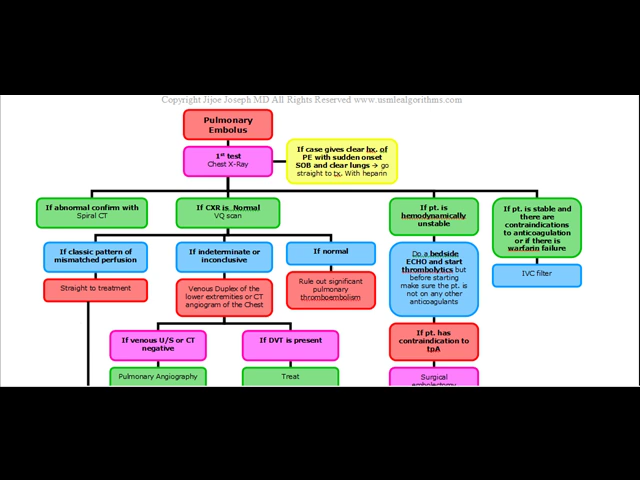 Copyright Jijoe Joseph MD All Rights Reserved www.usmlealgorithms.com
Pulmonary
Embolus
1st test
Chest X-Ray
If case gives clear hx. of
PE with sudden onset
SOB and clear lungs → go
straight to tx. With heparin
If abnormal confirm with
Spiral CT
If CXR is Normal
VQ scan
If pt. is
hemodynamically
unstable
If pt. is stable and
there are
contraindications
to anticoagulation
or if there is
warfarin failure
If classic pattern of
mismatched perfusion
If indeterminate or
inconclusive
If normal
Do a bedside
ECHO and start
thrombolytics but
before starting
make sure the pt. is
not on any other
anticoagulants
IVC filter
Straight to treatment
Venous Duplex of the
lower extremities or CT
angiogram of the Chest
Rule out significant
pulmonary
thromboembolism
If venous U/S or CT
negative
If DVT is present
If pt. has
contraindication to
tpA
Pulmonary Angiography
Treat
Surgical
embolectomy